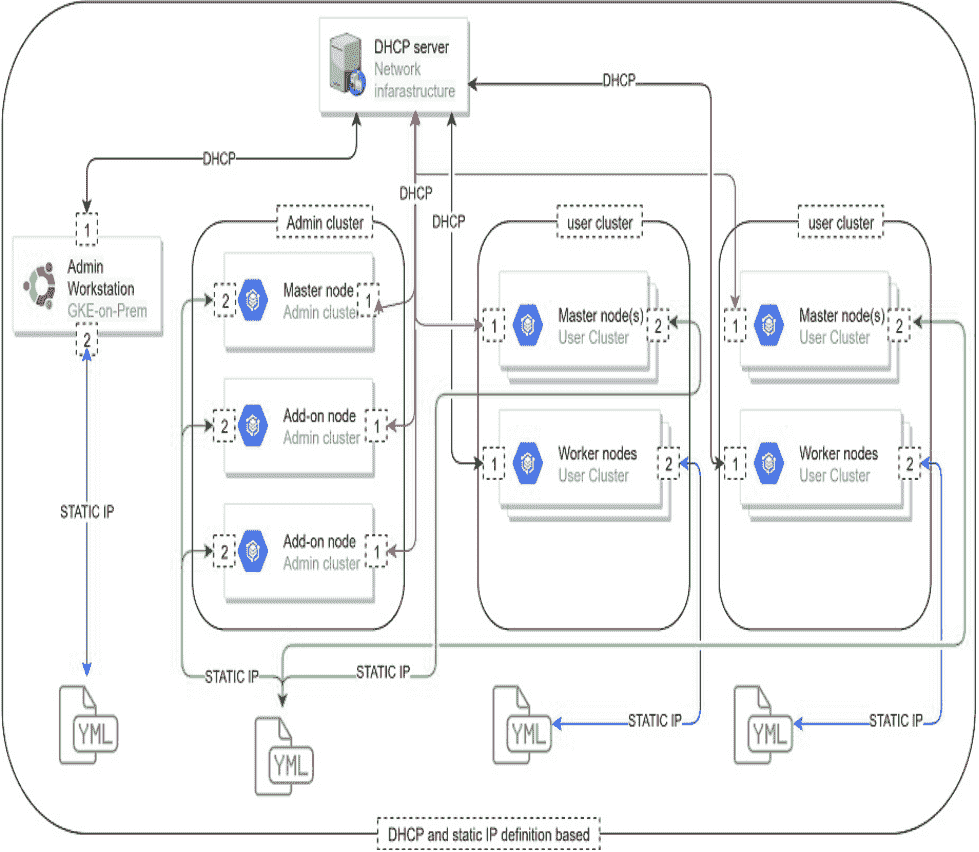 DHCP server
Network
infarastructure
DHCP
DHCP
DHCP
DHCP
1
Admin
Workstation
GKE-on-Prem
2
STATIC IP
YML
Admin cluster
2
Master node
Admin cluster
1
2
Add-on node
Admin cluster
1
2
Add-on node
Admin cluster
1
user cluster
1
Master node(s)
User Cluster
2
1
Worker nodes
User Cluster
2
user cluster
1
Master node(s)
User Cluster
2
1
Worker nodes
User Cluster
2
STATIC IP
STATIC IP
YML
STATIC IP
YML
STATIC IP
YML
DHCP and static IP definition based